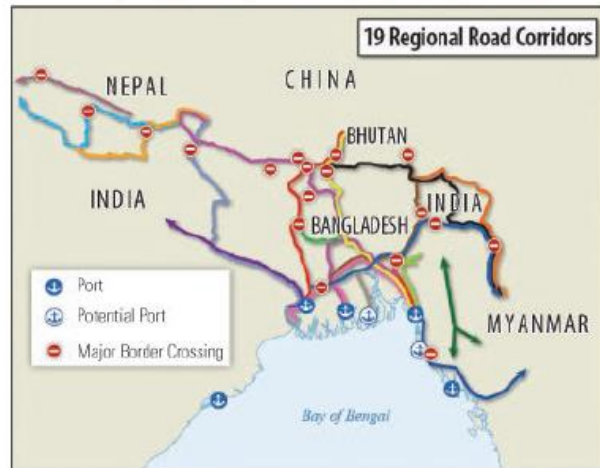 19 Regional Road Corridors
NEPAL
CHINA
BHUTAN
INDIA
INDIA
BANGLADESH
MYANMAR
Port
Potential Port
Major Border Crossing
Bay of Bengal